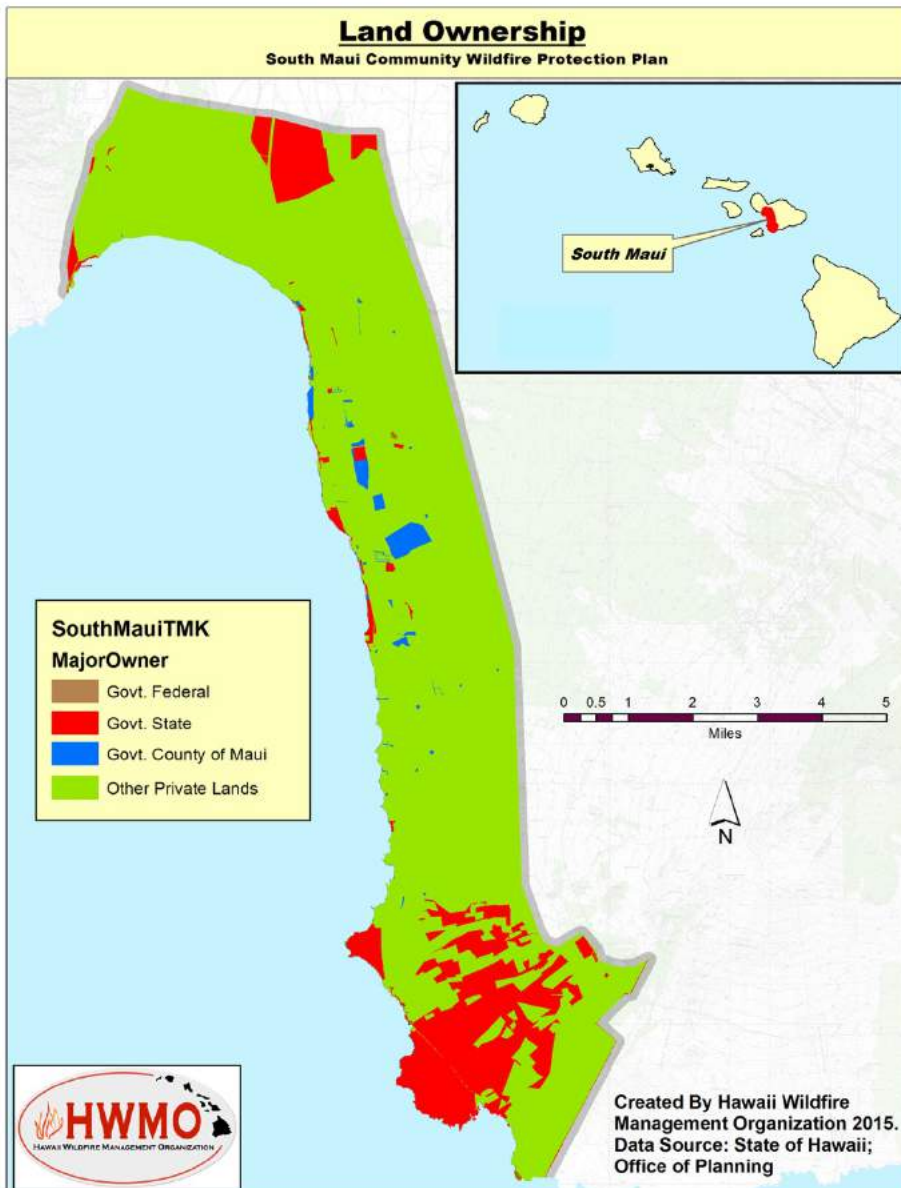 Land Ownership
South Maui Community Wildfire Protection Plan
South Maui
SouthMauiTMK
MajorOwner
Govt. Federal
Govt. State
Govt. County of Maui
Other Private Lands
0 0.5 1 2 3 4 5
Miles
N
HWMO
HAWAII WILDFIRE MANAGEMENT ORGANIZATION
Created By Hawaii Wildfire
Management Organization 2015.
Data Source: State of Hawaii;
Office of Planning